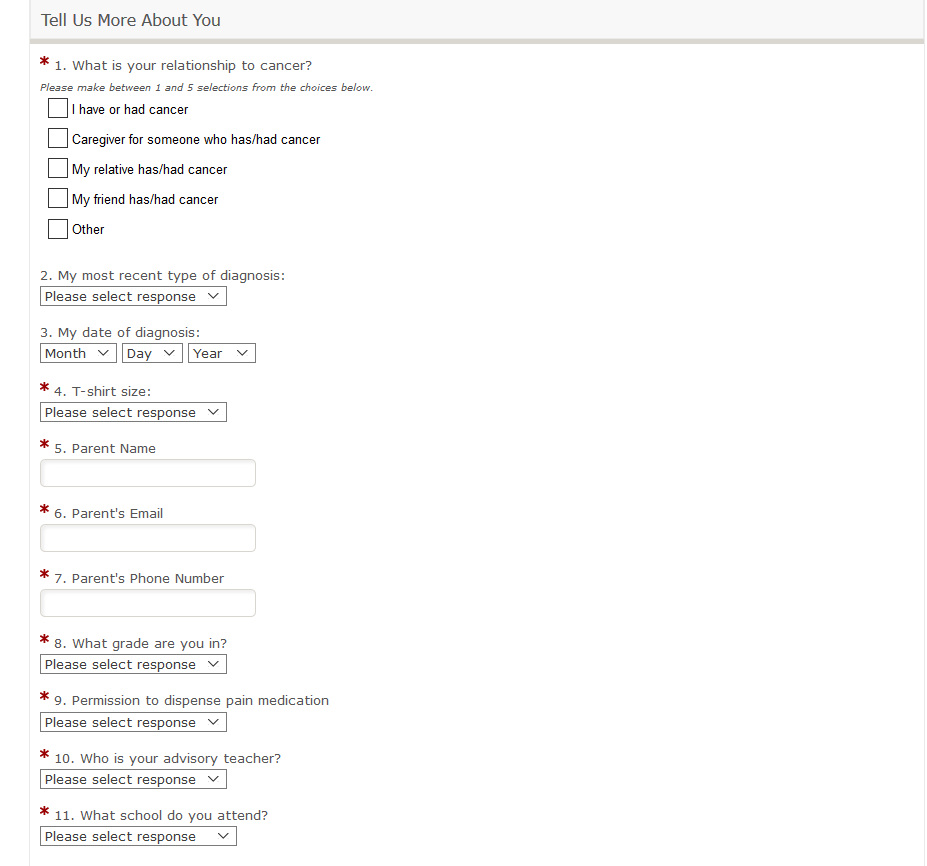 Tell Us More About You
* 1. What is your relationship to cancer?
Please make between 1 and 5 selections from the choices below.
I have or had cancer
Caregiver for someone who has/had cancer
My relative has/had cancer
My friend has/had cancer
Other
2. My most recent type of diagnosis:
Please select response
3. My date of diagnosis:
Month Day Year
* 4. T-shirt size:
Please select response
* 5. Parent Name
* 6. Parent's Email
* 7. Parent's Phone Number
* 8. What grade are you in?
Please select response
* 9. Permission to dispense pain medication
Please select response
* 10. Who is your advisory teacher?
Please select response
* 11. What school do you attend?
Please select response